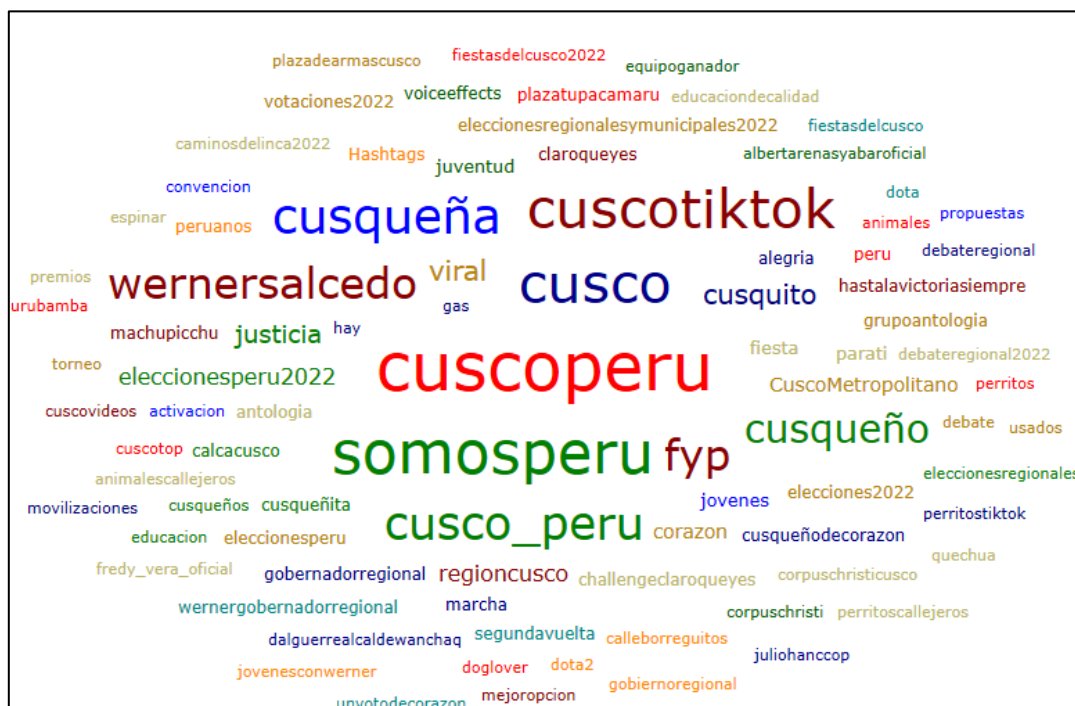 plazadearmascusco fiestasdelcusco2022 equipoganador
votaciones2022 voiceeffects plazatupacamaru educaciondecalidad
caminosdelinca2022 eleccionesregionalesymunicipales2022 fiestasdelcusco
Hashtags juventud claroqueyes albertarenasyabaroficial
convencion cusqueña cuscotiktok dota
espinar peruanos animales propuestas
premios wernersalcedo viral cusco alegria peru debateregional
urubamba gas cusquito hastalavictoriasiempre
machupicchu justicia hay grupoantologia
torneo eleccionesperu2022 cuscoperu fiesta parati debateregional2022
CuscoMetropolitano perritos
cuscovideos activacion antologia cusqueño debate usados
cuscotop calcacusco somosperu fyp
animalescallejeros eleccionesregionales
movilizaciones cusqueños cusqueñita jovenes elecciones2022 perritostiktok
educacion eleccionesperu cusco_peru corazon cusqueñodecorazon
fredy_vera_oficial gobernadorregional regioncusco challengeclaroqueyes corpuschristicusco quechua
wernergobernadorregional marcha corpuschristi perritoscallejeros
dalguerrealcaldewanchaq segundavuelta calleborreguitos juliohanccop
jovenesconwerner doglover dota2
unvotodecorazon mejoropcion gobiernoregional